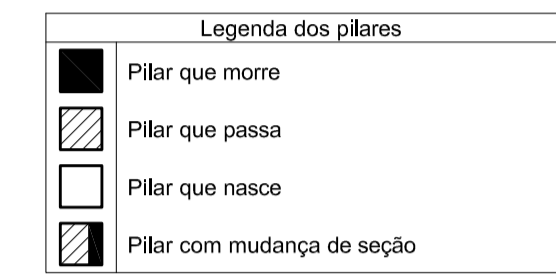 Legenda dos pilares
Pilar que morre
Pilar que passa
Pilar que nasce
Pilar com mudança de seção